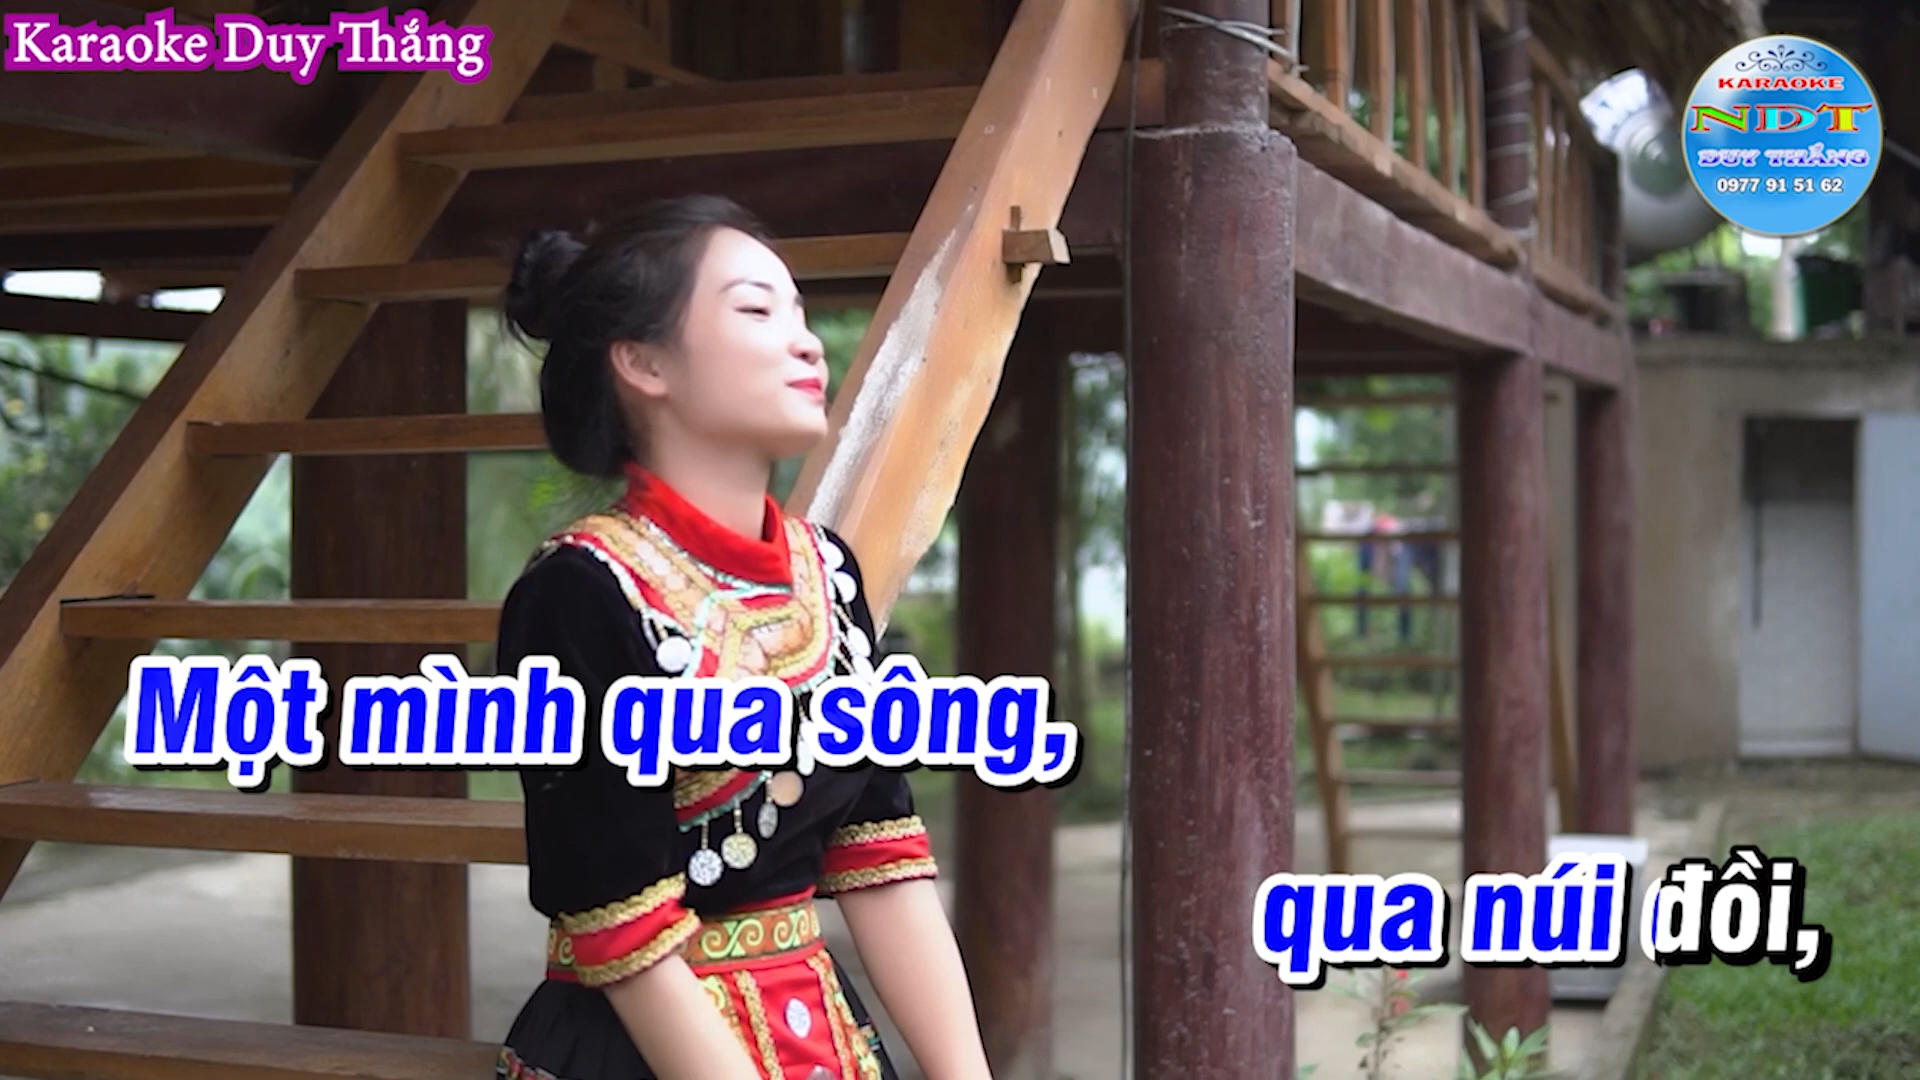 Karaoke Duy Thắng
KARAOKE
NDT
DUY THẮNG
0977 91 51 62
Một mình qua sông,
qua núi đồi,